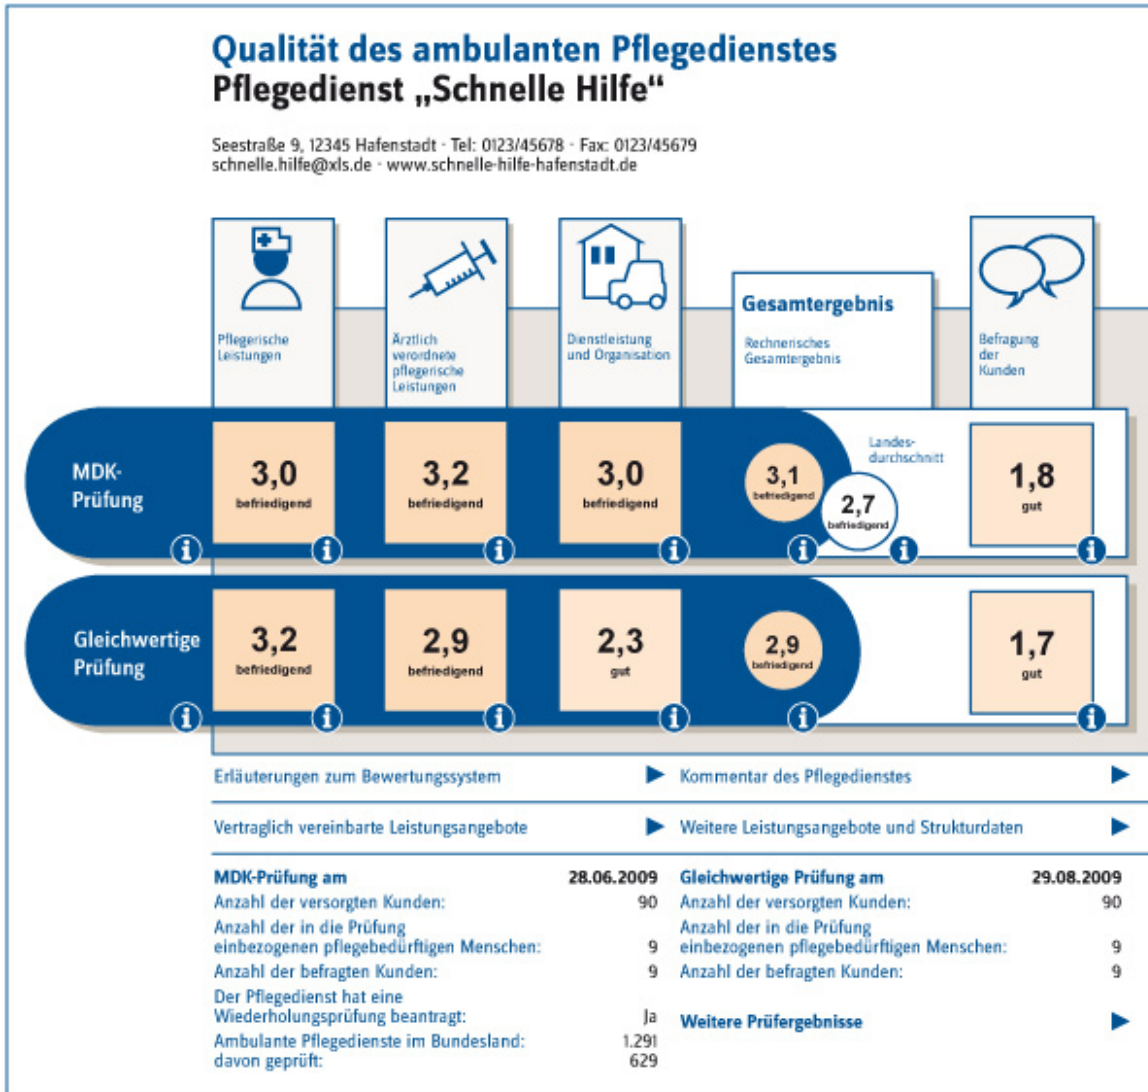 Qualität des ambulanten Pflegedienstes
Pflegedienst „Schnelle Hilfe“
Seestraße 9, 12345 Hafenstadt · Tel: 0123/45678 · Fax: 0123/45679
schnelle.hilfe@xls.de · www.schnelle-hilfe-hafenstadt.de
Pflegerische
Leistungen
Ärztlich
verordnete
pflegerische
Leistungen
Dienstleistung
und Organisation
Gesamtergebnis
Rechnerisches
Gesamtergebnis
Befragung
der
Kunden
MDK-
Prüfung
3,0
befriedigend
3,2
befriedigend
3,0
befriedigend
3,1
befriedigend
Landes-
durchschnitt
2,7
befriedigend
1,8
gut
i i i i i i i
Gleichwertige
Prüfung
3,2
befriedigend
2,9
befriedigend
2,3
gut
2,9
befriedigend
1,7
gut
i i i i i i
Erläuterungen zum Bewertungssystem
Kommentar des Pflegedienstes
Vertraglich vereinbarte Leistungsangebote
Weitere Leistungsangebote und Strukturdaten
MDK-Prüfung am 28.06.2009
Anzahl der versorgten Kunden: 90
Anzahl der in die Prüfung
einbezogenen pflegebedürftigen Menschen: 9
Anzahl der befragten Kunden: 9
Der Pflegedienst hat eine
Wiederholungsprüfung beantragt: Ja
Ambulante Pflegedienste im Bundesland: 1.291
davon geprüft: 629
Gleichwertige Prüfung am 29.08.2009
Anzahl der versorgten Kunden: 90
Anzahl der in die Prüfung
einbezogenen pflegebedürftigen Menschen: 9
Anzahl der befragten Kunden: 9
Weitere Prüfergebnisse